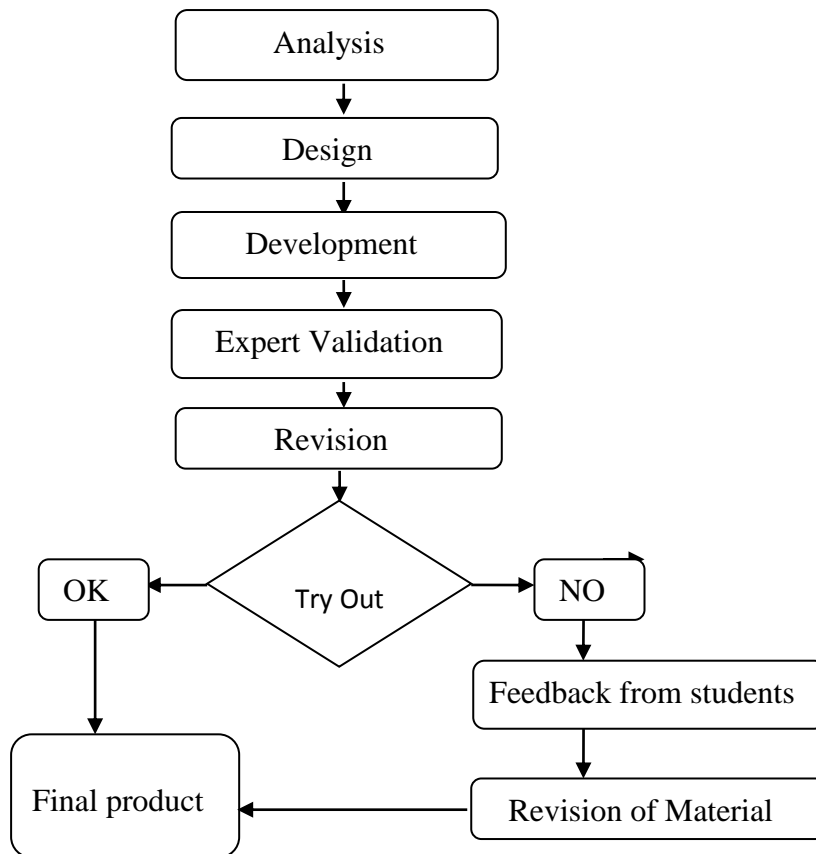 Analysis
Design
Development
Expert Validation
Revision
Try Out
OK
NO
Feedback from students
Final product
Revision of Material